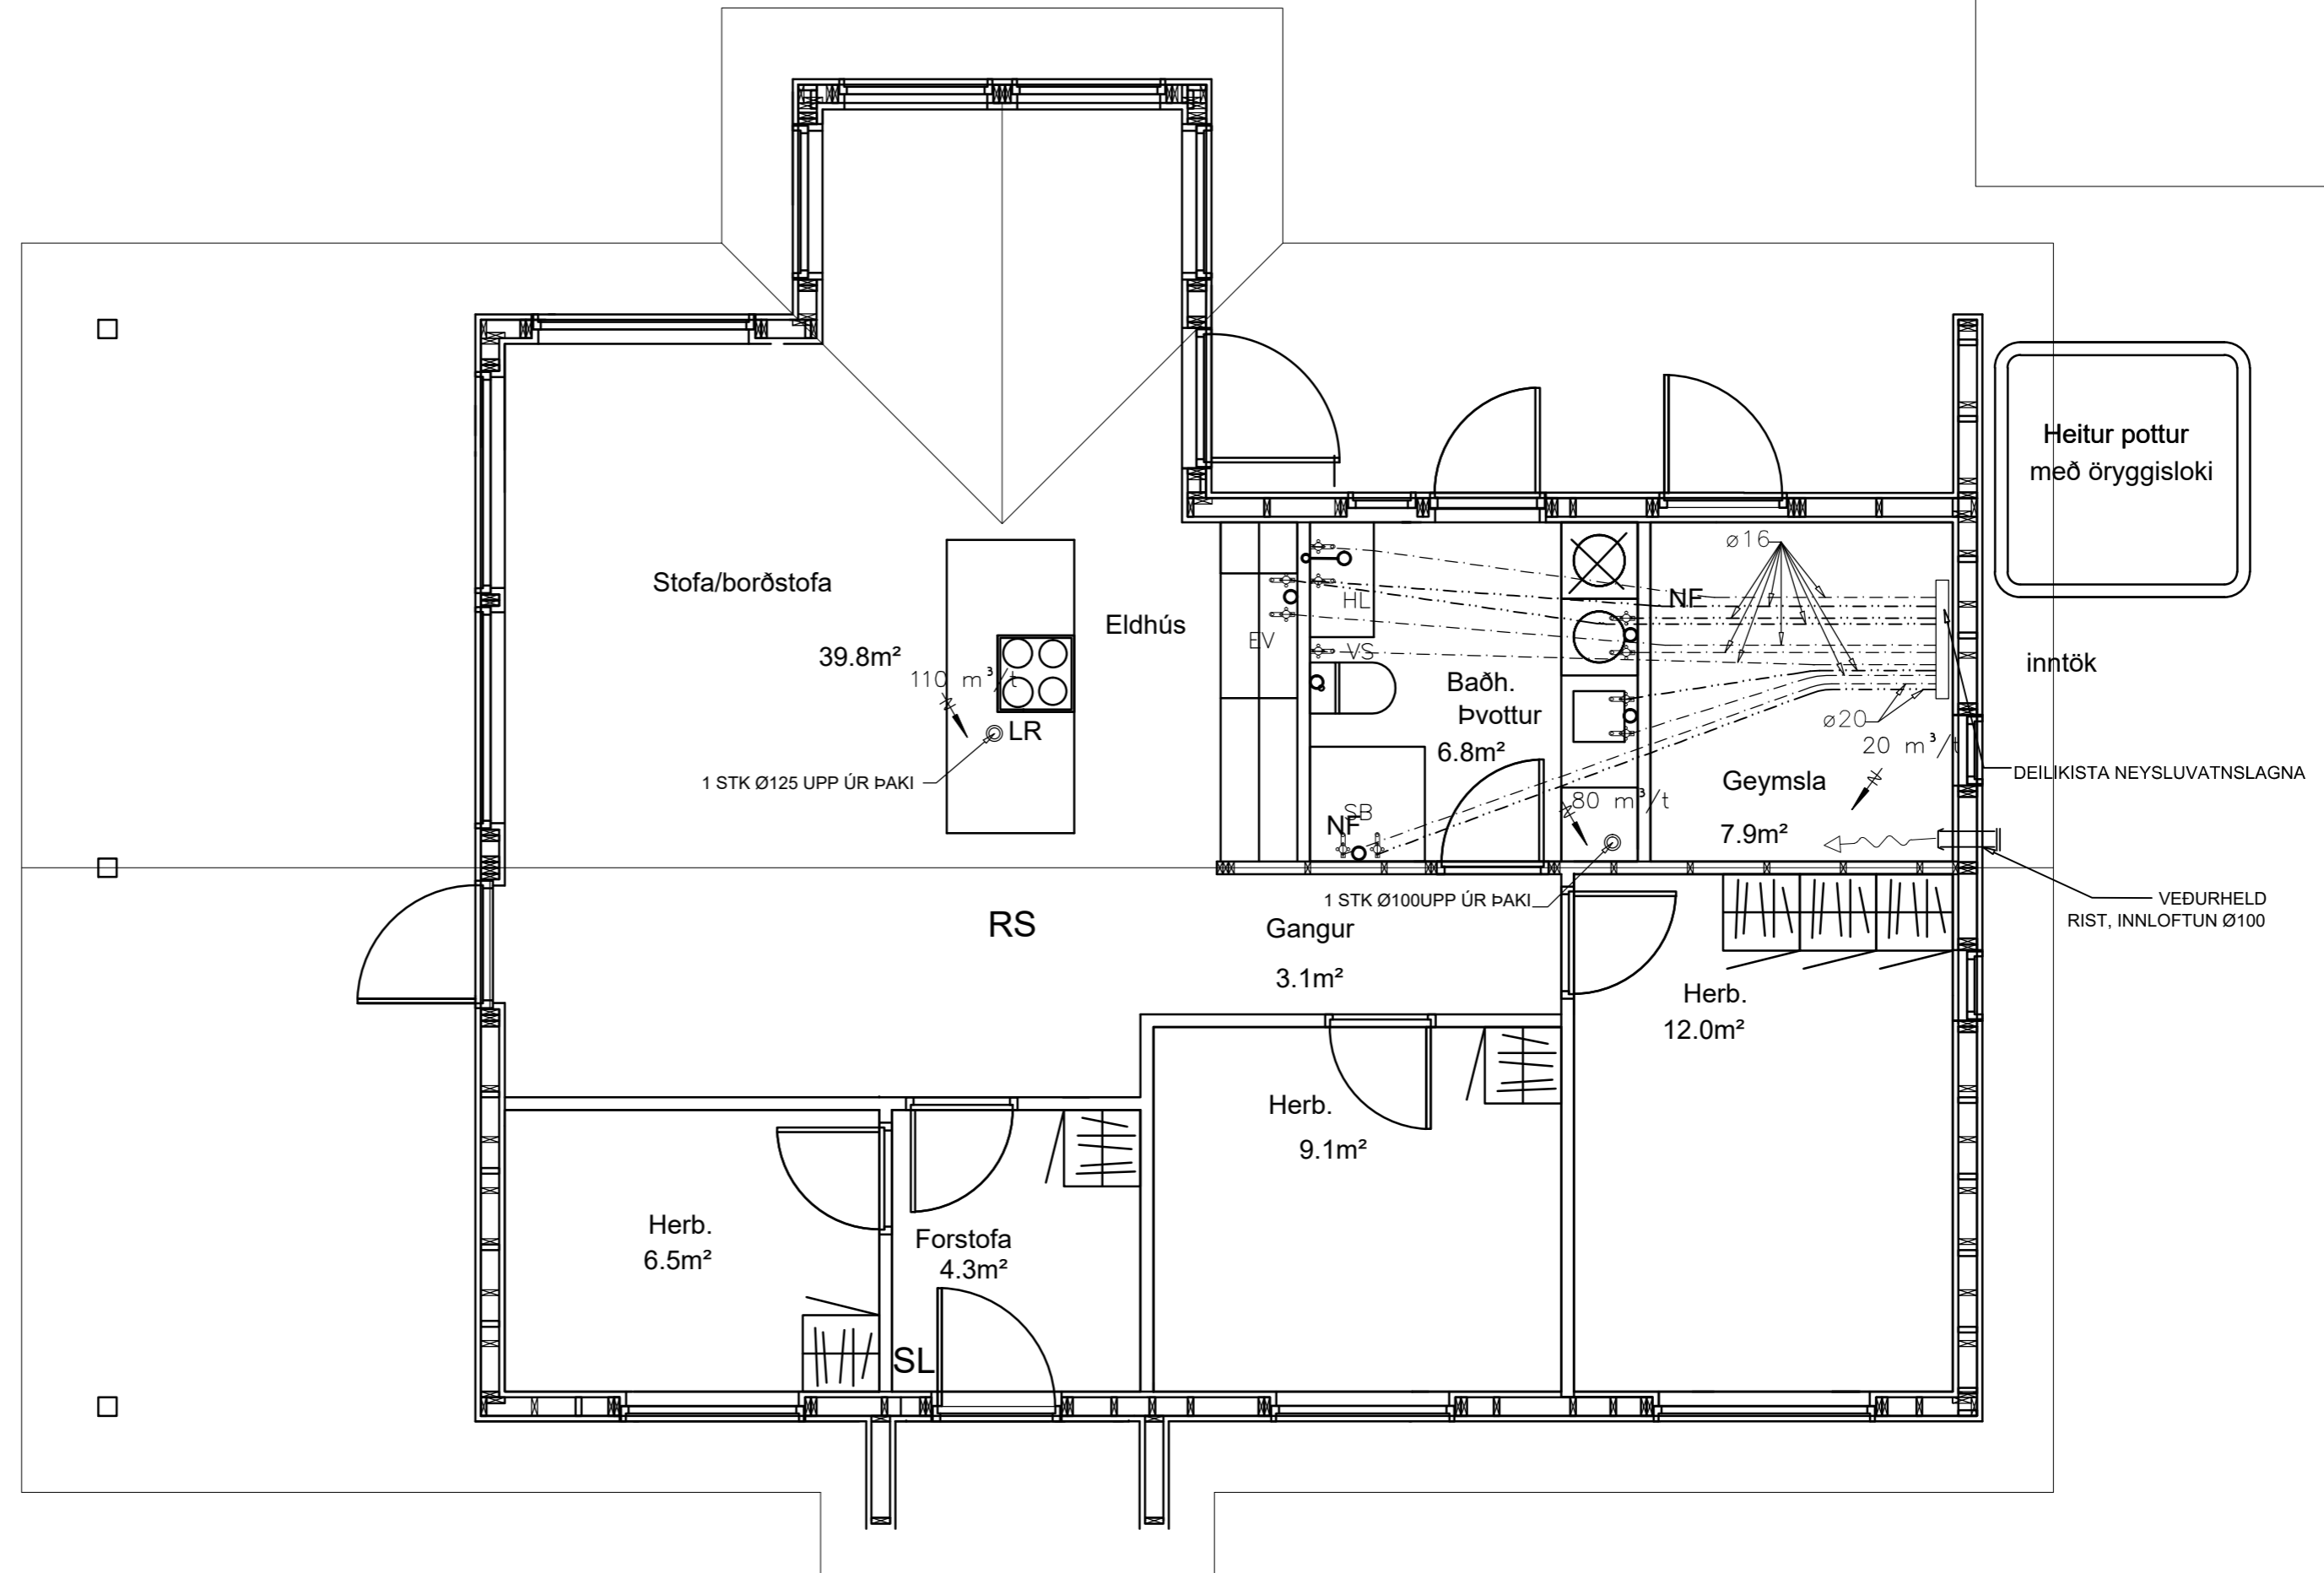 Heitur pottur
með öryggisloki
ø16
Stofa/borðstofa
NF
HL
Eldhús
EV
VS
39.8m²
inntök
110 m³/t
Baðh.
Þvottur
6.8m²
LR
ø20
20 m³/t
1 STK Ø125 UPP ÚR ÞAKI
Geymsla
7.9m²
DEILIKISTA NEYSLUVATNSLAGNA
80 m³/t
SB
NF
1 STK Ø100UPP ÚR ÞAKI
VEÐURHELD
RIST, INNLOFTUN Ø100
RS
Gangur
3.1m²
Herb.
12.0m²
Herb.
9.1m²
Herb.
6.5m²
Forstofa
4.3m²
SL